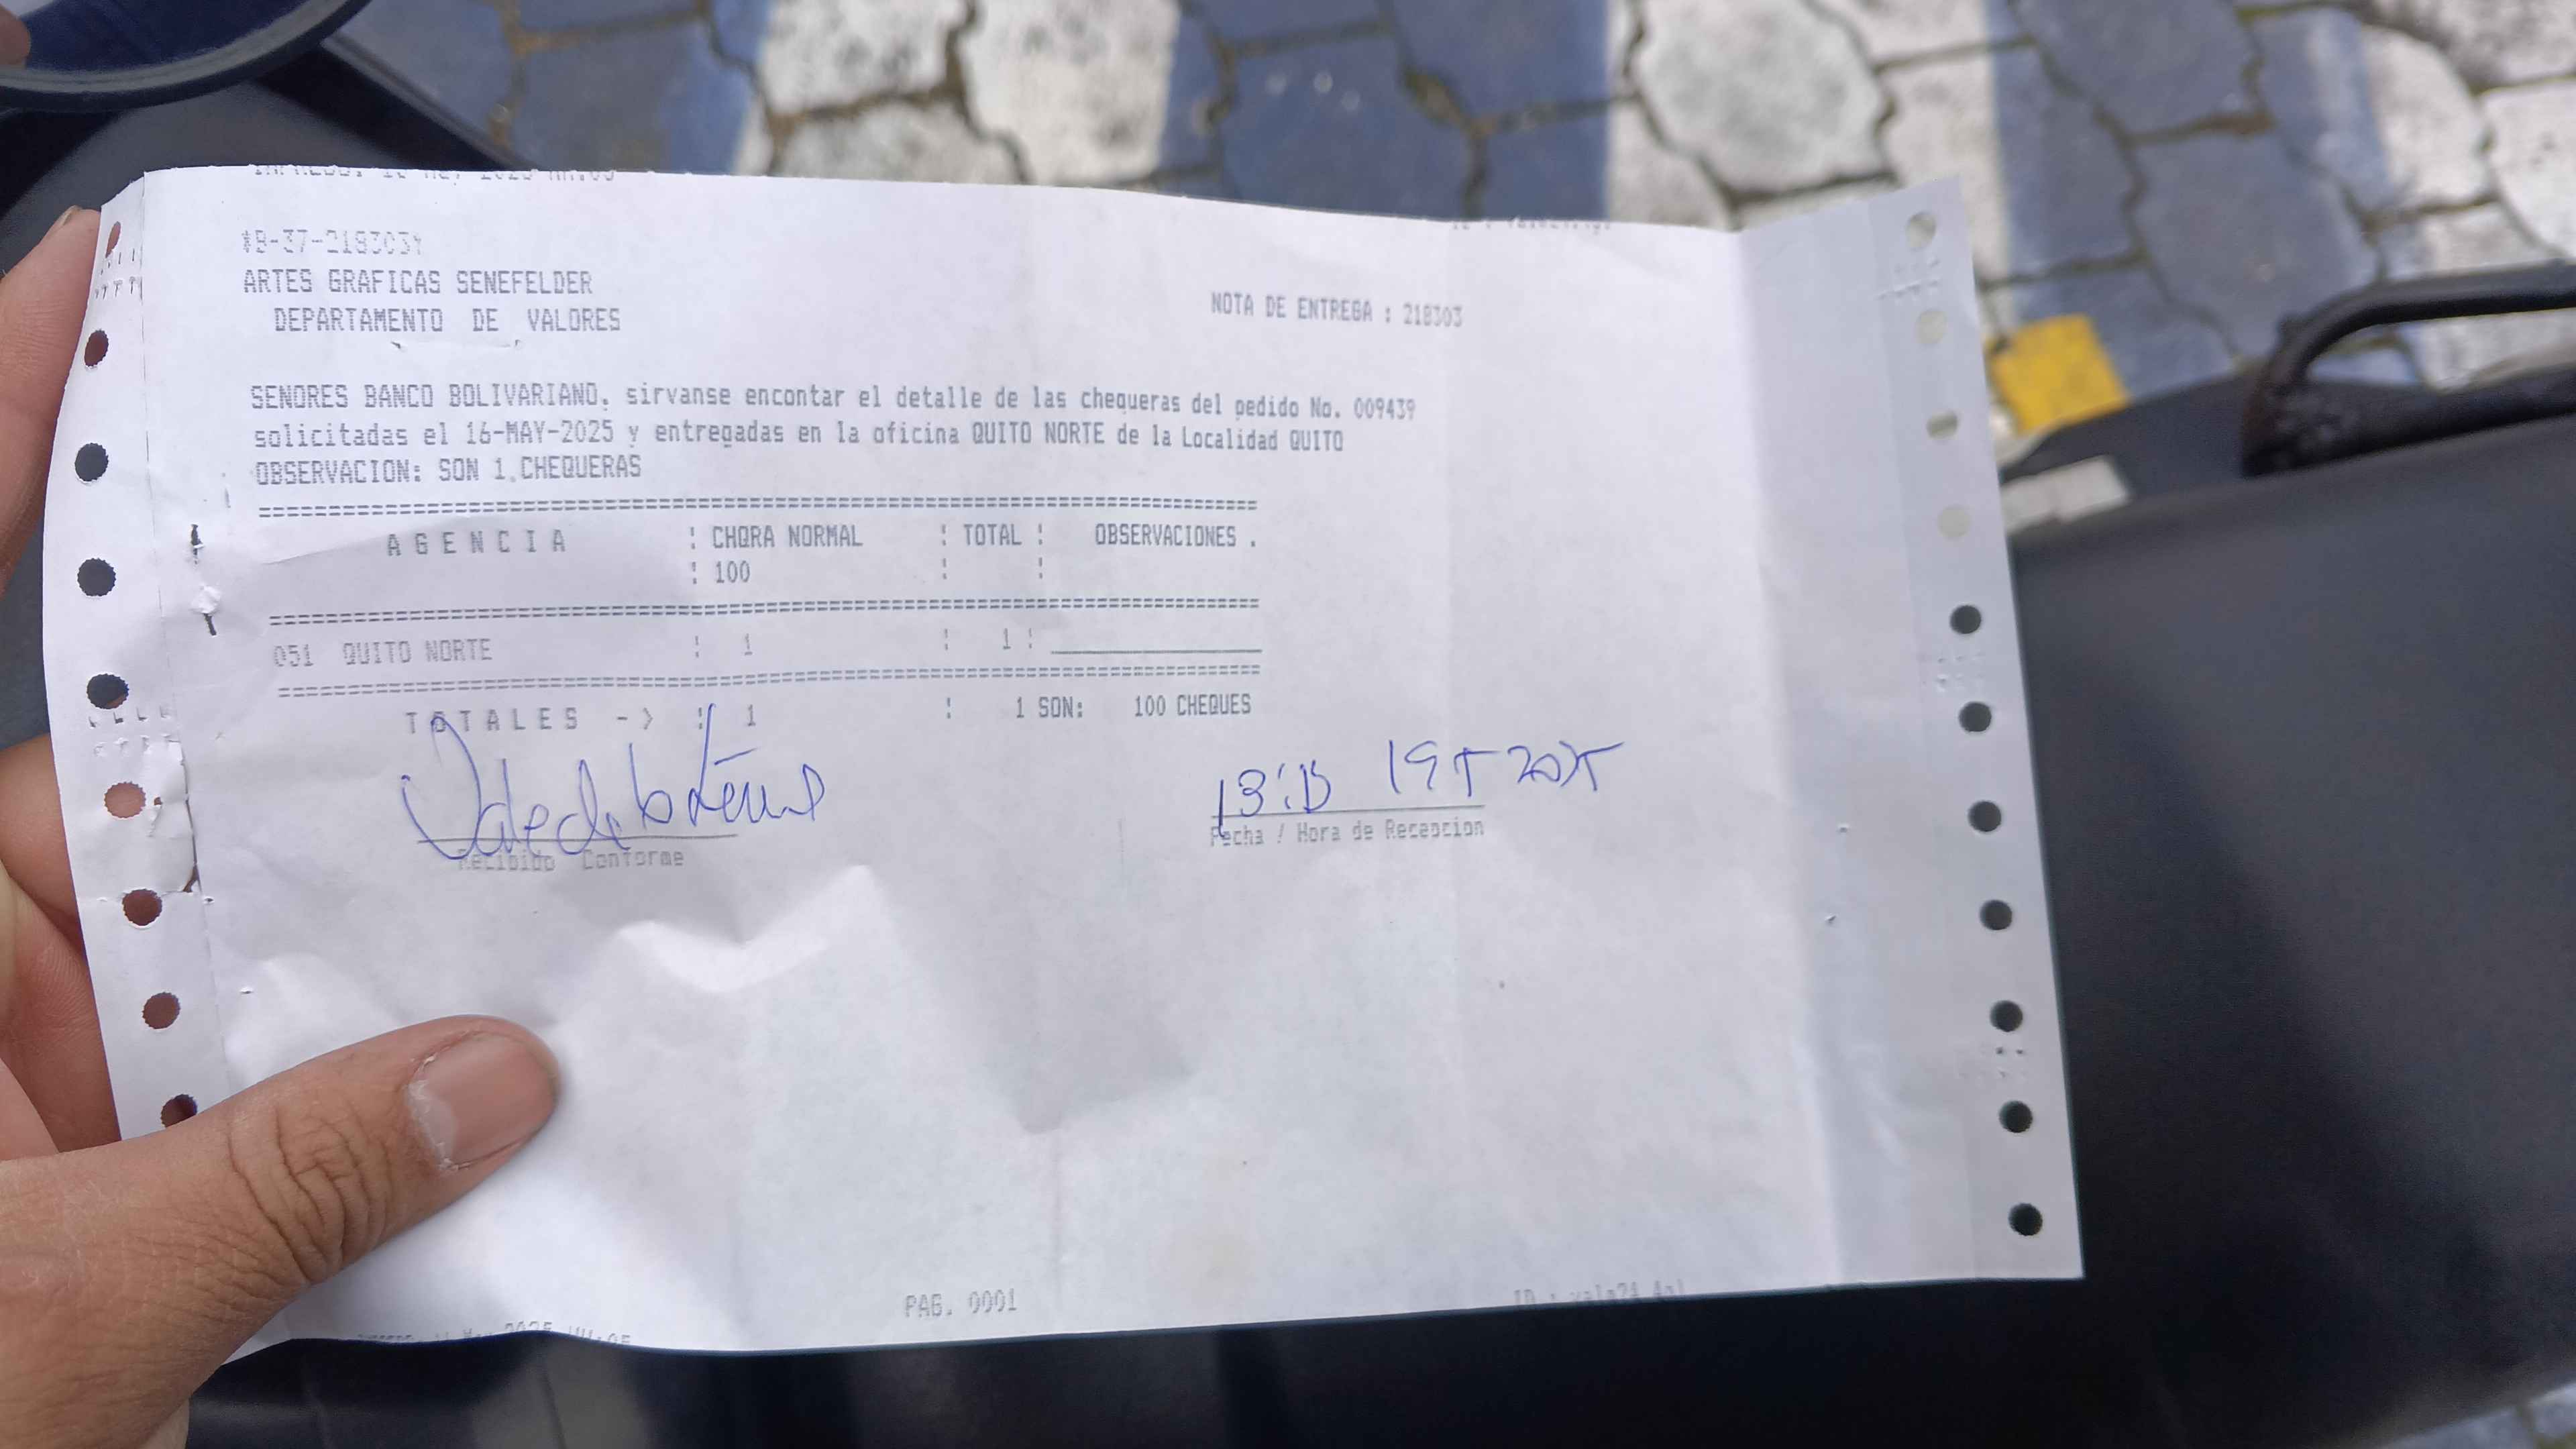 *B-37-218303*
ARTES GRAFICAS SENEFELDER
DEPARTAMENTO DE VALORES
NOTA DE ENTREGA : 218303
SENORES BANCO BOLIVARIANO. sirvanse encontar el detalle de las chequeras del pedido No. 009439
solicitadas el 16-MAY-2025 y entregadas en la oficina QUITO NORTE de la Localidad QUITO
OBSERVACION: SON 1.CHEQUERAS
A G E N C I A : CHQRA NORMAL : TOTAL : OBSERVACIONES .
: 100 : :
051 QUITO NORTE : 1 : 1 :
T O T A L E S -> : 1 : 1 SON: 100 CHEQUES
Recibido Conforme
Fecha / Hora de Recepcion
PAG. 0001